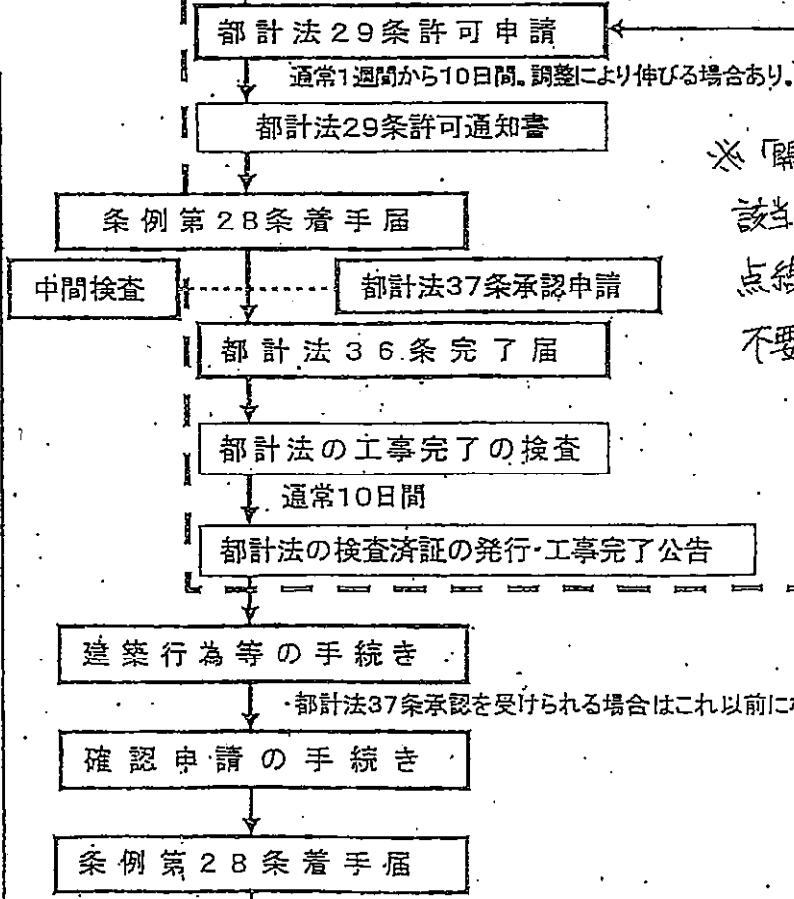 都計法29条許可申請
通常1週間から10日間。調整により伸びる場合あり。
都計法29条許可通知書
※「開
該当
点線
不要
条例第28条着手届
中間検査
都計法37条承認申請
都計法36条完了届
都計法の工事完了の検査
通常10日間
都計法の検査済証の発行・工事完了公告
建築行為等の手続き
・都計法37条承認を受けられる場合はこれ以前に
確認申請の手続き
条例第28条着手届